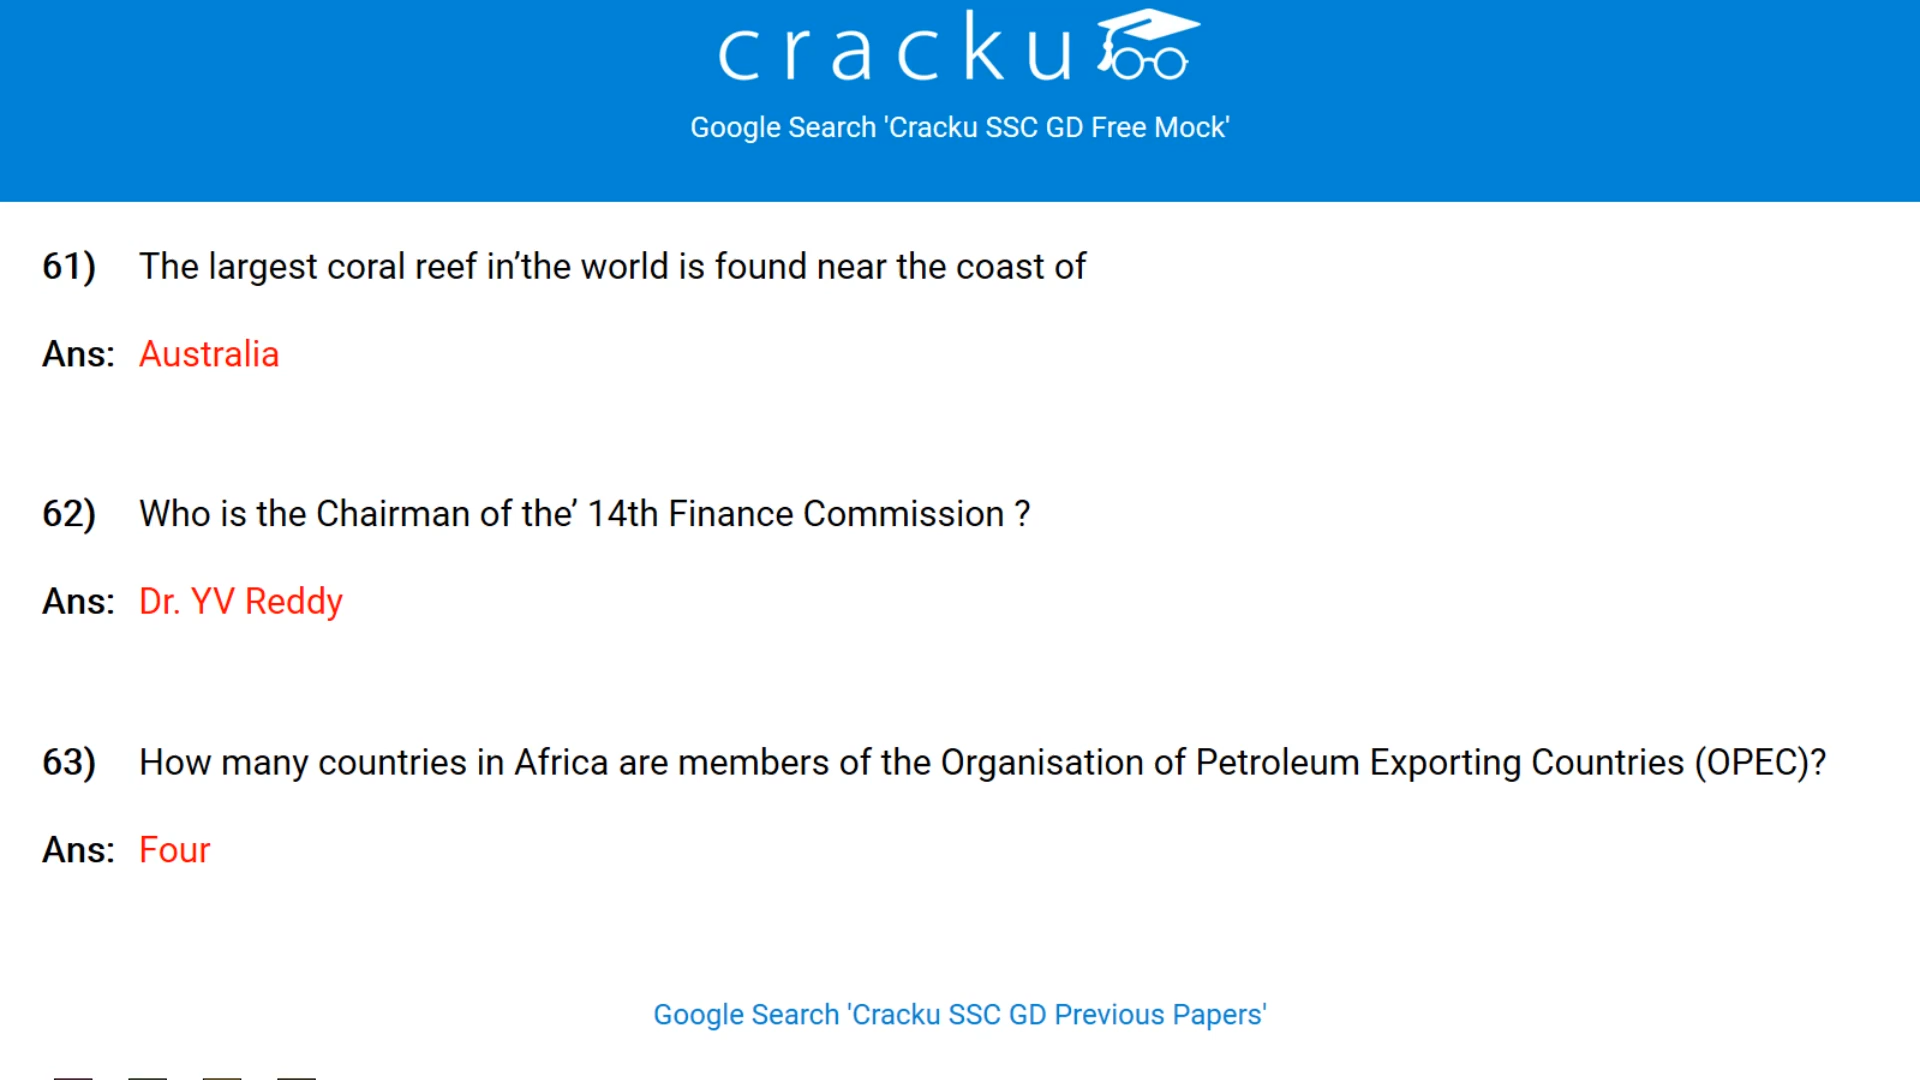 cracku
Google Search 'Cracku SSC GD Free Mock'
61) The largest coral reef in’the world is found near the coast of
Ans: Australia
62) Who is the Chairman of the’ 14th Finance Commission ?
Ans: Dr. YV Reddy
63) How many countries in Africa are members of the Organisation of Petroleum Exporting Countries (OPEC)?
Ans: Four
Google Search 'Cracku SSC GD Previous Papers'